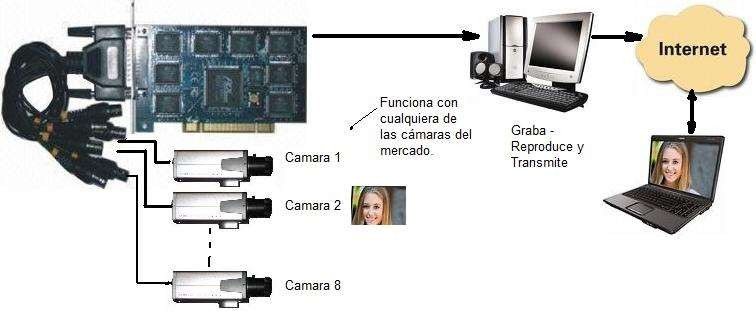 Internet
Funciona con
cualquiera de
las cámaras del
mercado.
Graba -
Reproduce y
Transmite
Camara 1
Camara 2
Camara 8